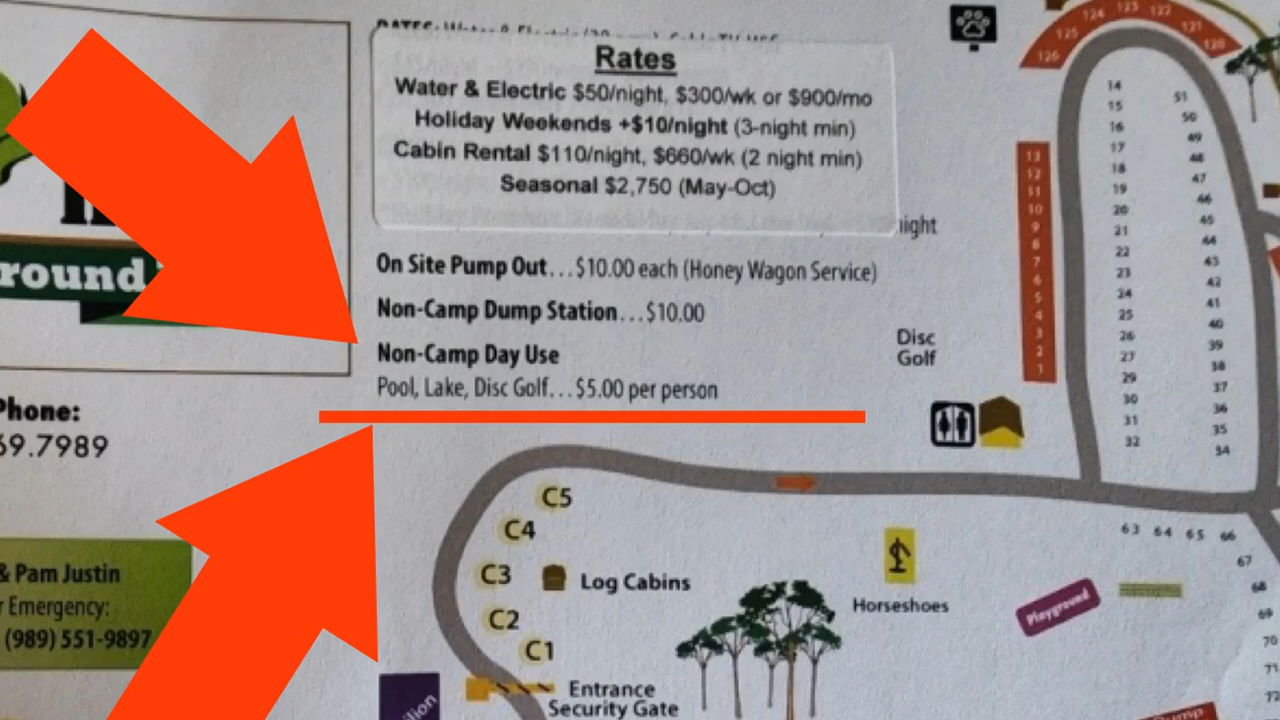 RATES:
Rates
Water & Electric $50/night, $300/wk or $900/mo
Holiday Weekends +$10/night (3-night min)
Cabin Rental $110/night, $660/wk (2 night min)
Seasonal $2,750 (May-Oct)
night
On Site Pump Out...$10.00 each (Honey Wagon Service)
Non-Camp Dump Station...$10.00
Non-Camp Day Use
Pool, Lake, Disc Golf...$5.00 per person
round
Phone:
69.7989
& Pam Justin
r Emergency:
(989) 551-9897
Disc
Golf
126
125
124
123
122
121
120
13
12
11
10
9
8
7
6
5
4
3
2
1
14
15
16
17
18
19
20
21
22
23
24
25
26
27
29
30
31
32
51
50
49
48
47
46
45
44
43
42
41
40
39
38
37
36
35
34
C5
C4
C3
C2
C1
Log Cabins
Horseshoes
Playground
63 64 65 66
67
68
69
70
71
72
Entrance
Security Gate
ilion
Dump